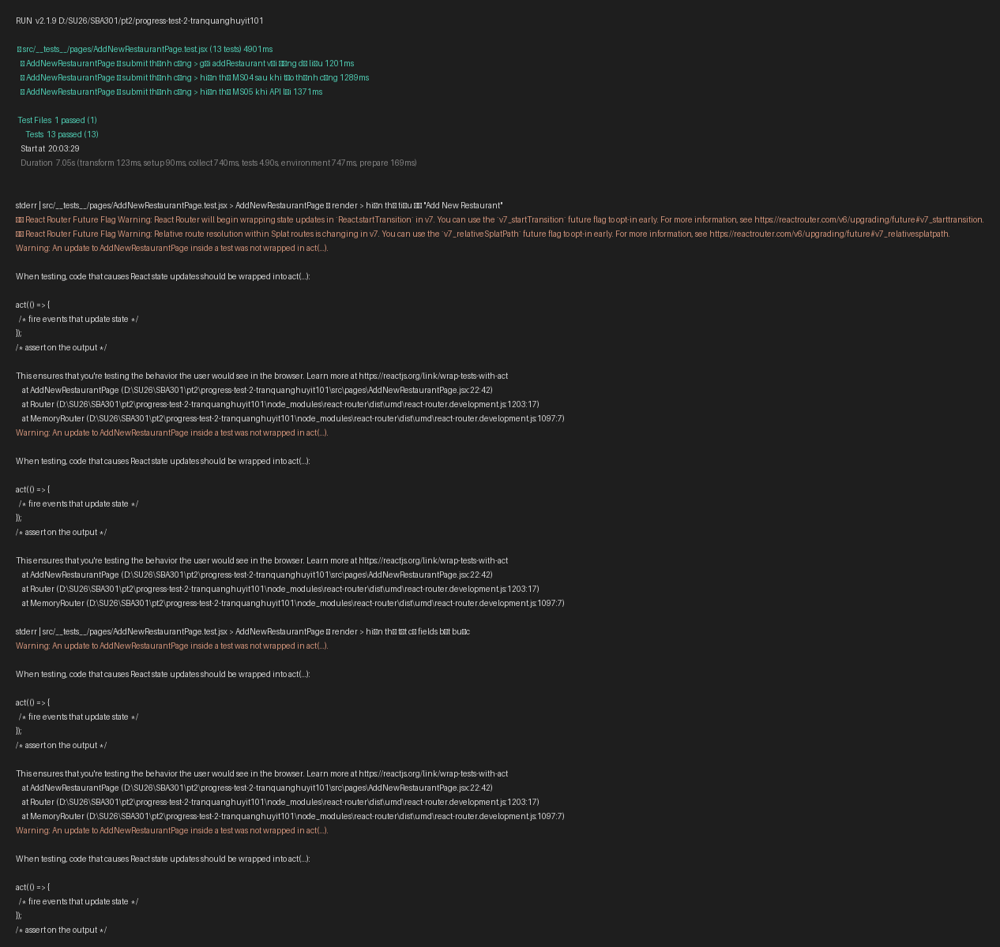 RUN v2.1.9 D:/SU26/SBA301/pt2/progress-test-2-tranquanghuyit101
src/__tests__/pages/AddNewRestaurantPage.test.jsx (13 tests) 4901ms
AddNewRestaurantPage submit > addRestaurant 1201ms
AddNewRestaurantPage submit > MS04 sau khi 1289ms
AddNewRestaurantPage submit > MS05 khi API 1371ms
Test Files 1 passed (1)
Tests 13 passed (13)
Start at 20:03:29
Duration 7.05s (transform 123ms, setup 90ms, collect 740ms, tests 4.90s, environment 747ms, prepare 169ms)
stderr | src/__tests__/pages/AddNewRestaurantPage.test.jsx > AddNewRestaurantPage render > "Add New Restaurant"
React Router Future Flag Warning: React Router will begin wrapping state updates in `React.startTransition` in v7. You can use the `v7_startTransition` future flag to opt-in early. For more information, see https://reactrouter.com/v6/upgrading/future#v7_starttransition.
React Router Future Flag Warning: Relative route resolution within Splat routes is changing in v7. You can use the `v7_relativeSplatPath` future flag to opt-in early. For more information, see https://reactrouter.com/v6/upgrading/future#v7_relativesplatpath.
Warning: An update to AddNewRestaurantPage inside a test was not wrapped in act(...).
When testing, code that causes React state updates should be wrapped into act(...):
act(() => {
/* fire events that update state */
});
/* assert on the output */
This ensures that you're testing the behavior the user would see in the browser. Learn more at https://reactjs.org/link/wrap-tests-with-act
at AddNewRestaurantPage (D:\SU26\SBA301\pt2\progress-test-2-tranquanghuyit101\src\pages\AddNewRestaurantPage.jsx:22:42)
at Router (D:\SU26\SBA301\pt2\progress-test-2-tranquanghuyit101\node_modules\react-router\dist\umd\react-router.development.js:1203:17)
at MemoryRouter (D:\SU26\SBA301\pt2\progress-test-2-tranquanghuyit101\node_modules\react-router\dist\umd\react-router.development.js:1097:7)
Warning: An update to AddNewRestaurantPage inside a test was not wrapped in act(...).
When testing, code that causes React state updates should be wrapped into act(...):
act(() => {
/* fire events that update state */
});
/* assert on the output */
This ensures that you're testing the behavior the user would see in the browser. Learn more at https://reactjs.org/link/wrap-tests-with-act
at AddNewRestaurantPage (D:\SU26\SBA301\pt2\progress-test-2-tranquanghuyit101\src\pages\AddNewRestaurantPage.jsx:22:42)
at Router (D:\SU26\SBA301\pt2\progress-test-2-tranquanghuyit101\node_modules\react-router\dist\umd\react-router.development.js:1203:17)
at MemoryRouter (D:\SU26\SBA301\pt2\progress-test-2-tranquanghuyit101\node_modules\react-router\dist\umd\react-router.development.js:1097:7)
stderr | src/__tests__/pages/AddNewRestaurantPage.test.jsx > AddNewRestaurantPage render > fields
Warning: An update to AddNewRestaurantPage inside a test was not wrapped in act(...).
When testing, code that causes React state updates should be wrapped into act(...):
act(() => {
/* fire events that update state */
});
/* assert on the output */
This ensures that you're testing the behavior the user would see in the browser. Learn more at https://reactjs.org/link/wrap-tests-with-act
at AddNewRestaurantPage (D:\SU26\SBA301\pt2\progress-test-2-tranquanghuyit101\src\pages\AddNewRestaurantPage.jsx:22:42)
at Router (D:\SU26\SBA301\pt2\progress-test-2-tranquanghuyit101\node_modules\react-router\dist\umd\react-router.development.js:1203:17)
at MemoryRouter (D:\SU26\SBA301\pt2\progress-test-2-tranquanghuyit101\node_modules\react-router\dist\umd\react-router.development.js:1097:7)
Warning: An update to AddNewRestaurantPage inside a test was not wrapped in act(...).
When testing, code that causes React state updates should be wrapped into act(...):
act(() => {
/* fire events that update state */
});
/* assert on the output */